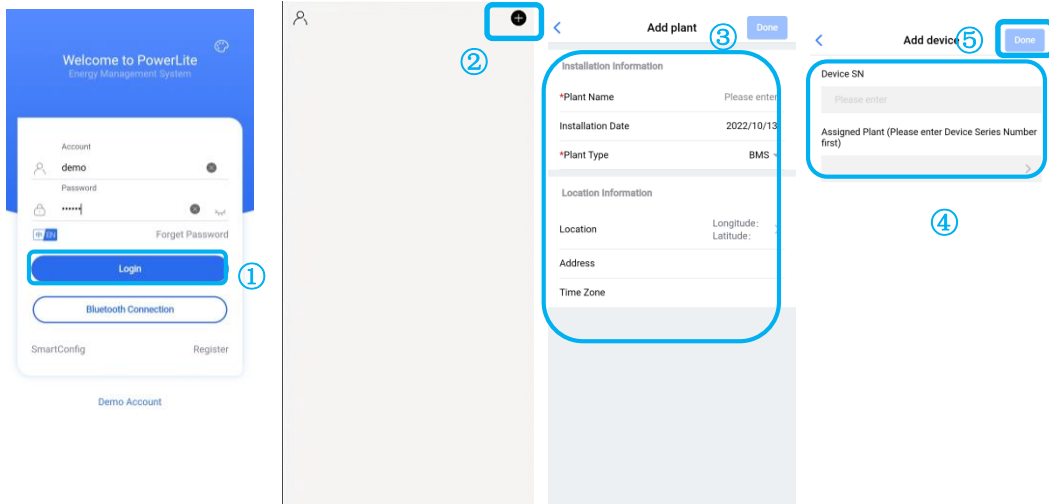 Welcome to PowerLite
Energy Management System
Account
demo
Password
中 EN
Forget Password
Login
①
Bluetooth Connection
SmartConfig
Register
Demo Account
②
Add plant
③
Done
Installation Information
*Plant Name
Please enter
Installation Date
2022/10/13
*Plant Type
BMS
Location Information
Location
Longitude:
Latitude:
Address
Time Zone
Add device
⑤
Done
Device SN
Please enter
Assigned Plant (Please enter Device Series Number
first)
④